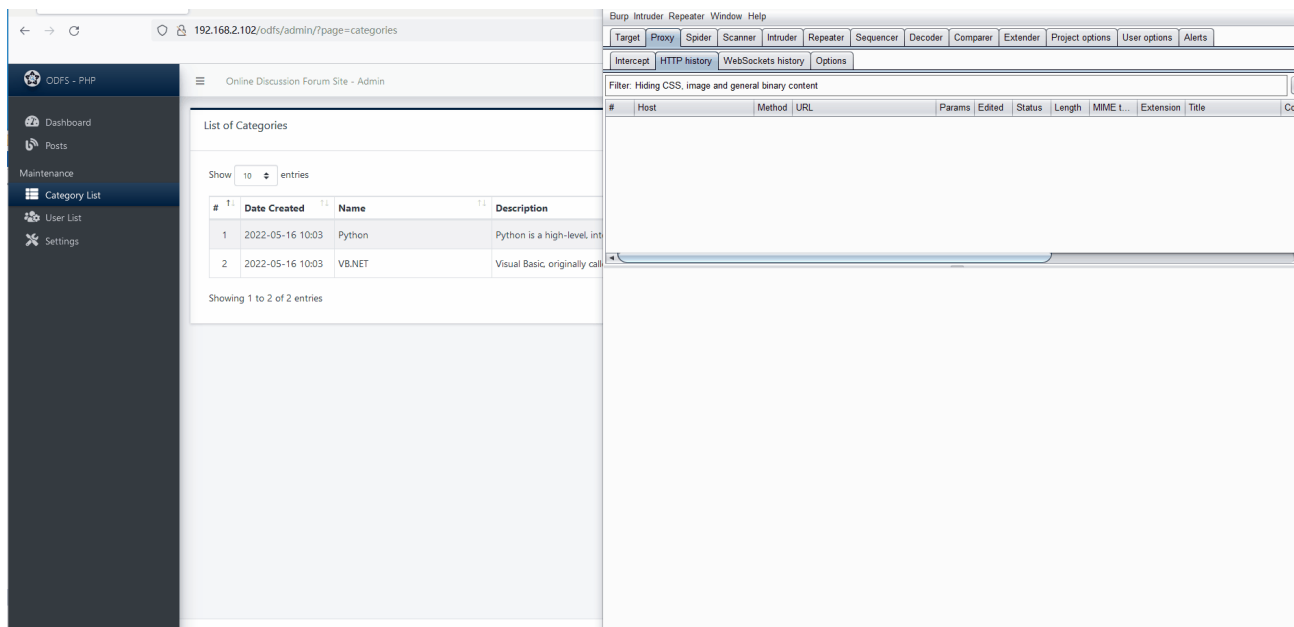 192.168.2.102/odfs/admin/?page=categories
ODFS - PHP
Online Discussion Forum Site - Admin
Dashboard
Posts
Maintenance
Category List
User List
Settings
List of Categories
Show 10 entries
# Date Created Name Description
1 2022-05-16 10:03 Python Python is a high-level, inte
2 2022-05-16 10:03 VB.NET Visual Basic, originally calle
Showing 1 to 2 of 2 entries
Burp Intruder Repeater Window Help
Target Proxy Spider Scanner Intruder Repeater Sequencer Decoder Comparer Extender Project options User options Alerts
Intercept HTTP history WebSockets history Options
Filter: Hiding CSS, image and general binary content
# Host Method URL Params Edited Status Length MIME t... Extension Title Co